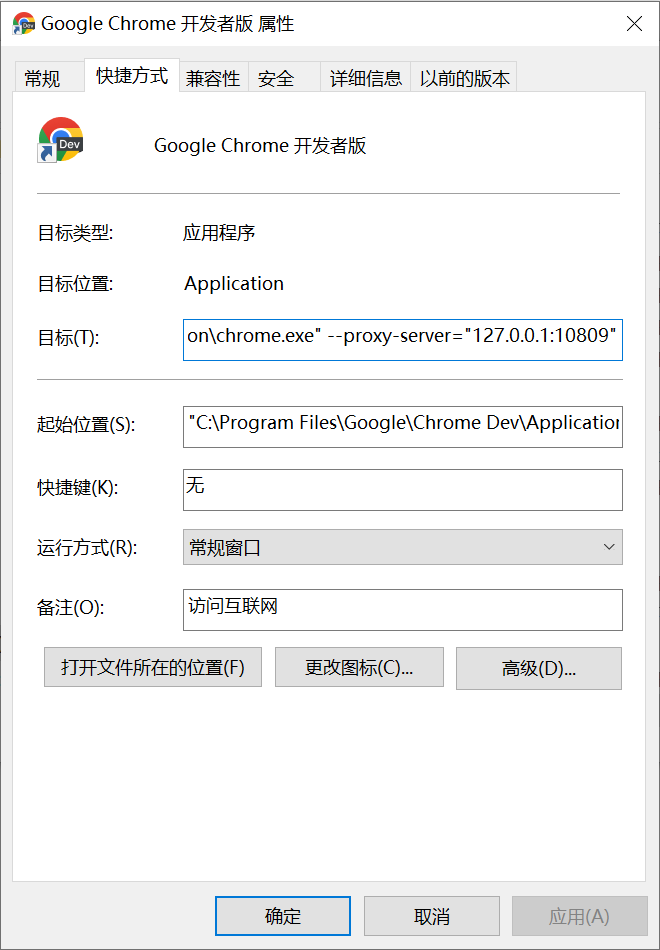 Google Chrome 开发者版 属性
常规 快捷方式 兼容性 安全 详细信息 以前的版本
Dev
Google Chrome 开发者版
目标类型: 应用程序
目标位置: Application
目标(T): on\chrome.exe" --proxy-server="127.0.0.1:10809"
起始位置(S): "C:\Program Files\Google\Chrome Dev\Application
快捷键(K): 无
运行方式(R): 常规窗口
备注(O): 访问互联网
打开文件所在的位置(F) 更改图标(C)... 高级(D)...
确定 取消 应用(A)